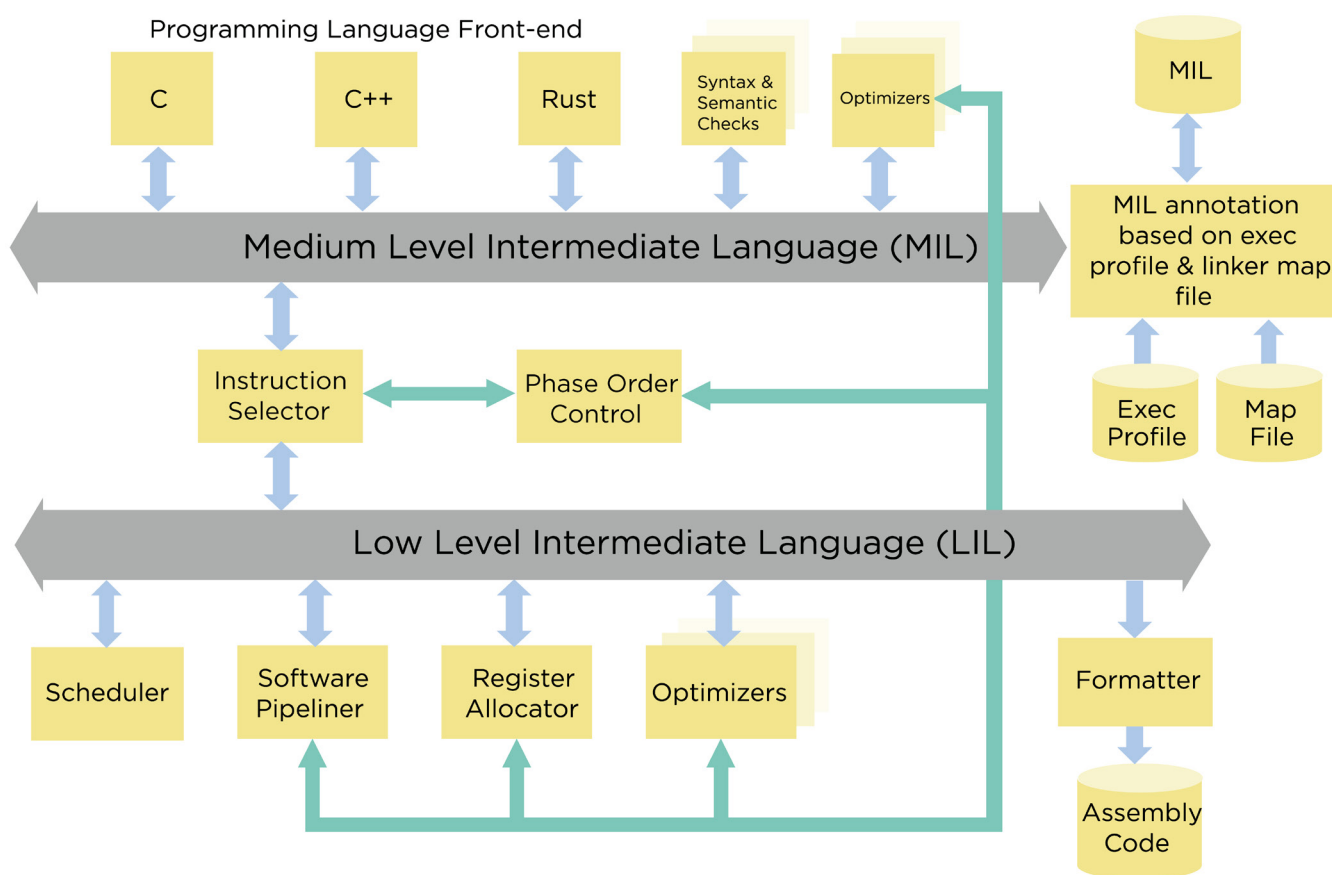 Programming Language Front-end
C
C++
Rust
Syntax &
Semantic
Checks
Optimizers
MIL
Medium Level Intermediate Language (MIL)
MIL annotation
based on exec
profile & linker map
file
Instruction
Selector
Phase Order
Control
Exec
Profile
Map
File
Low Level Intermediate Language (LIL)
Scheduler
Software
Pipeliner
Register
Allocator
Optimizers
Formatter
Assembly
Code